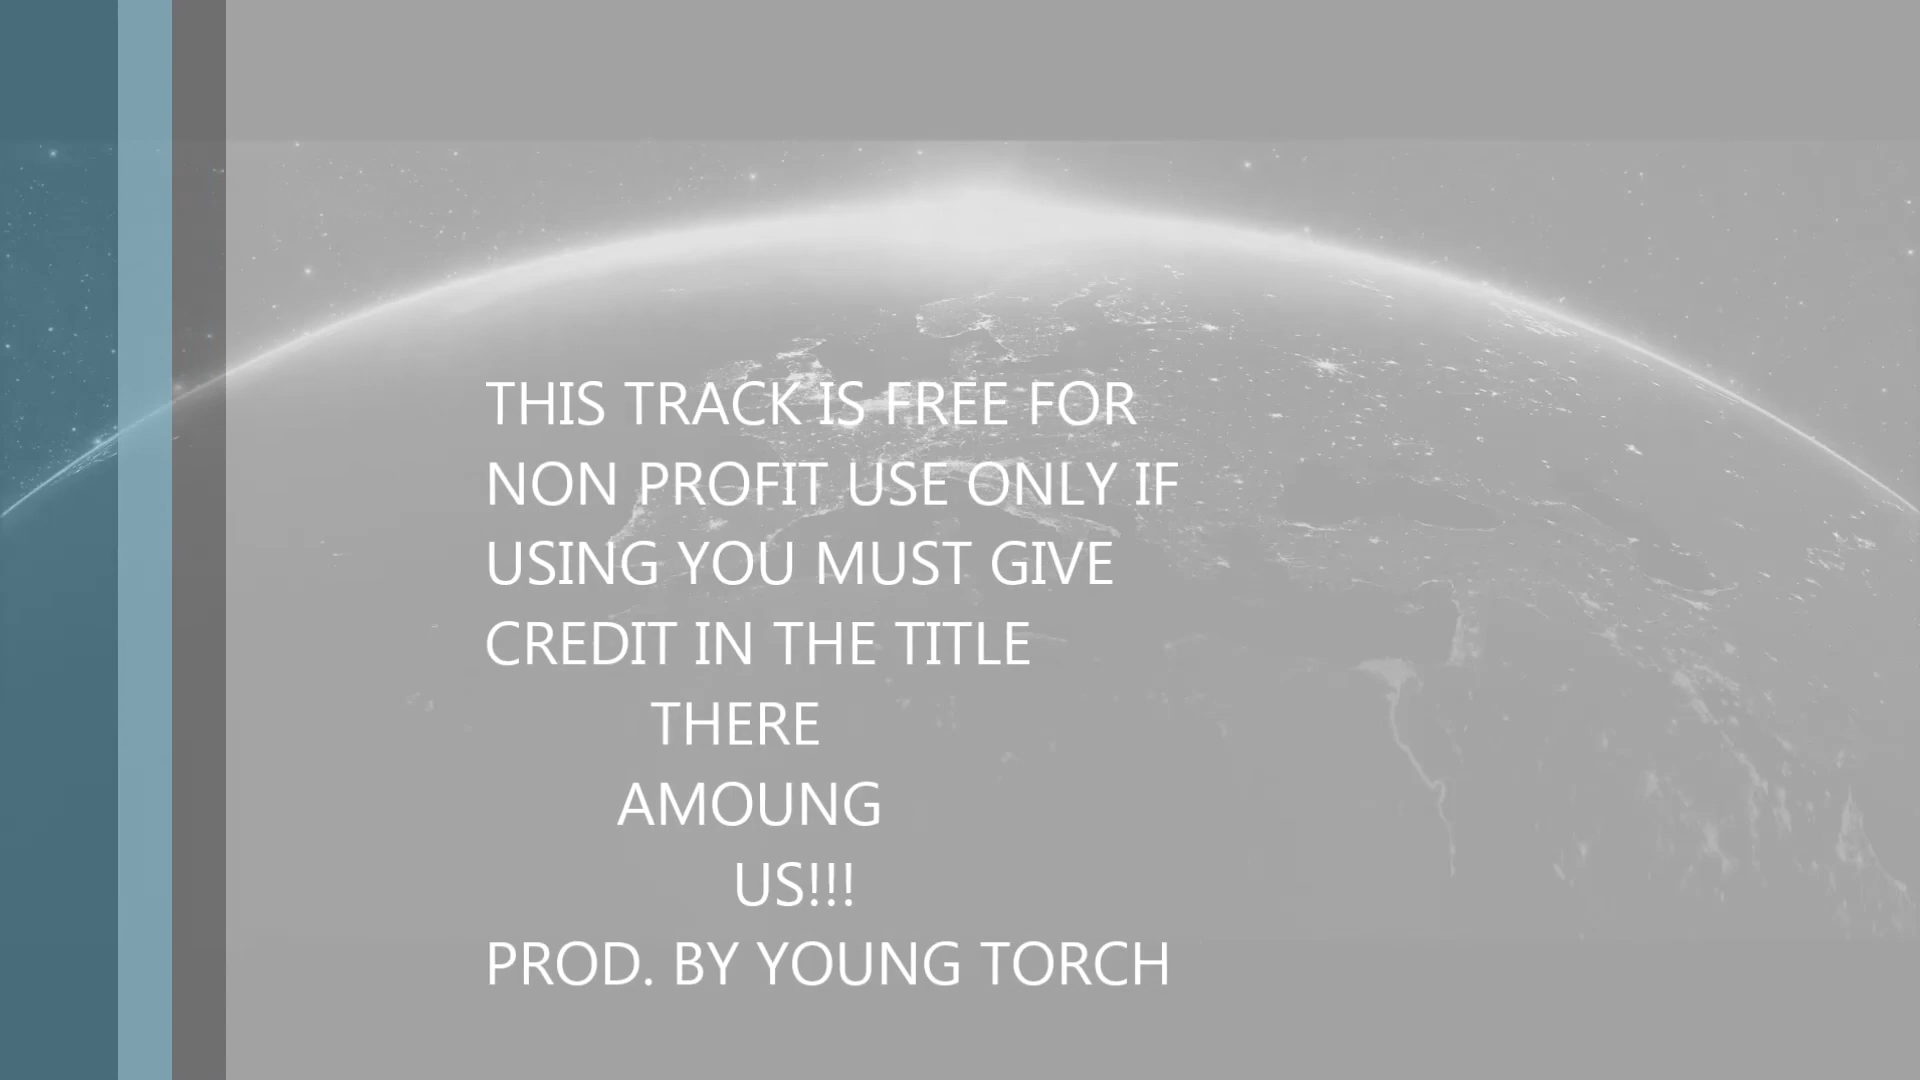 THIS TRACK IS FREE FOR
NON PROFIT USE ONLY IF
USING YOU MUST GIVE
CREDIT IN THE TITLE
THERE
AMOUNG
US!!!
PROD. BY YOUNG TORCH